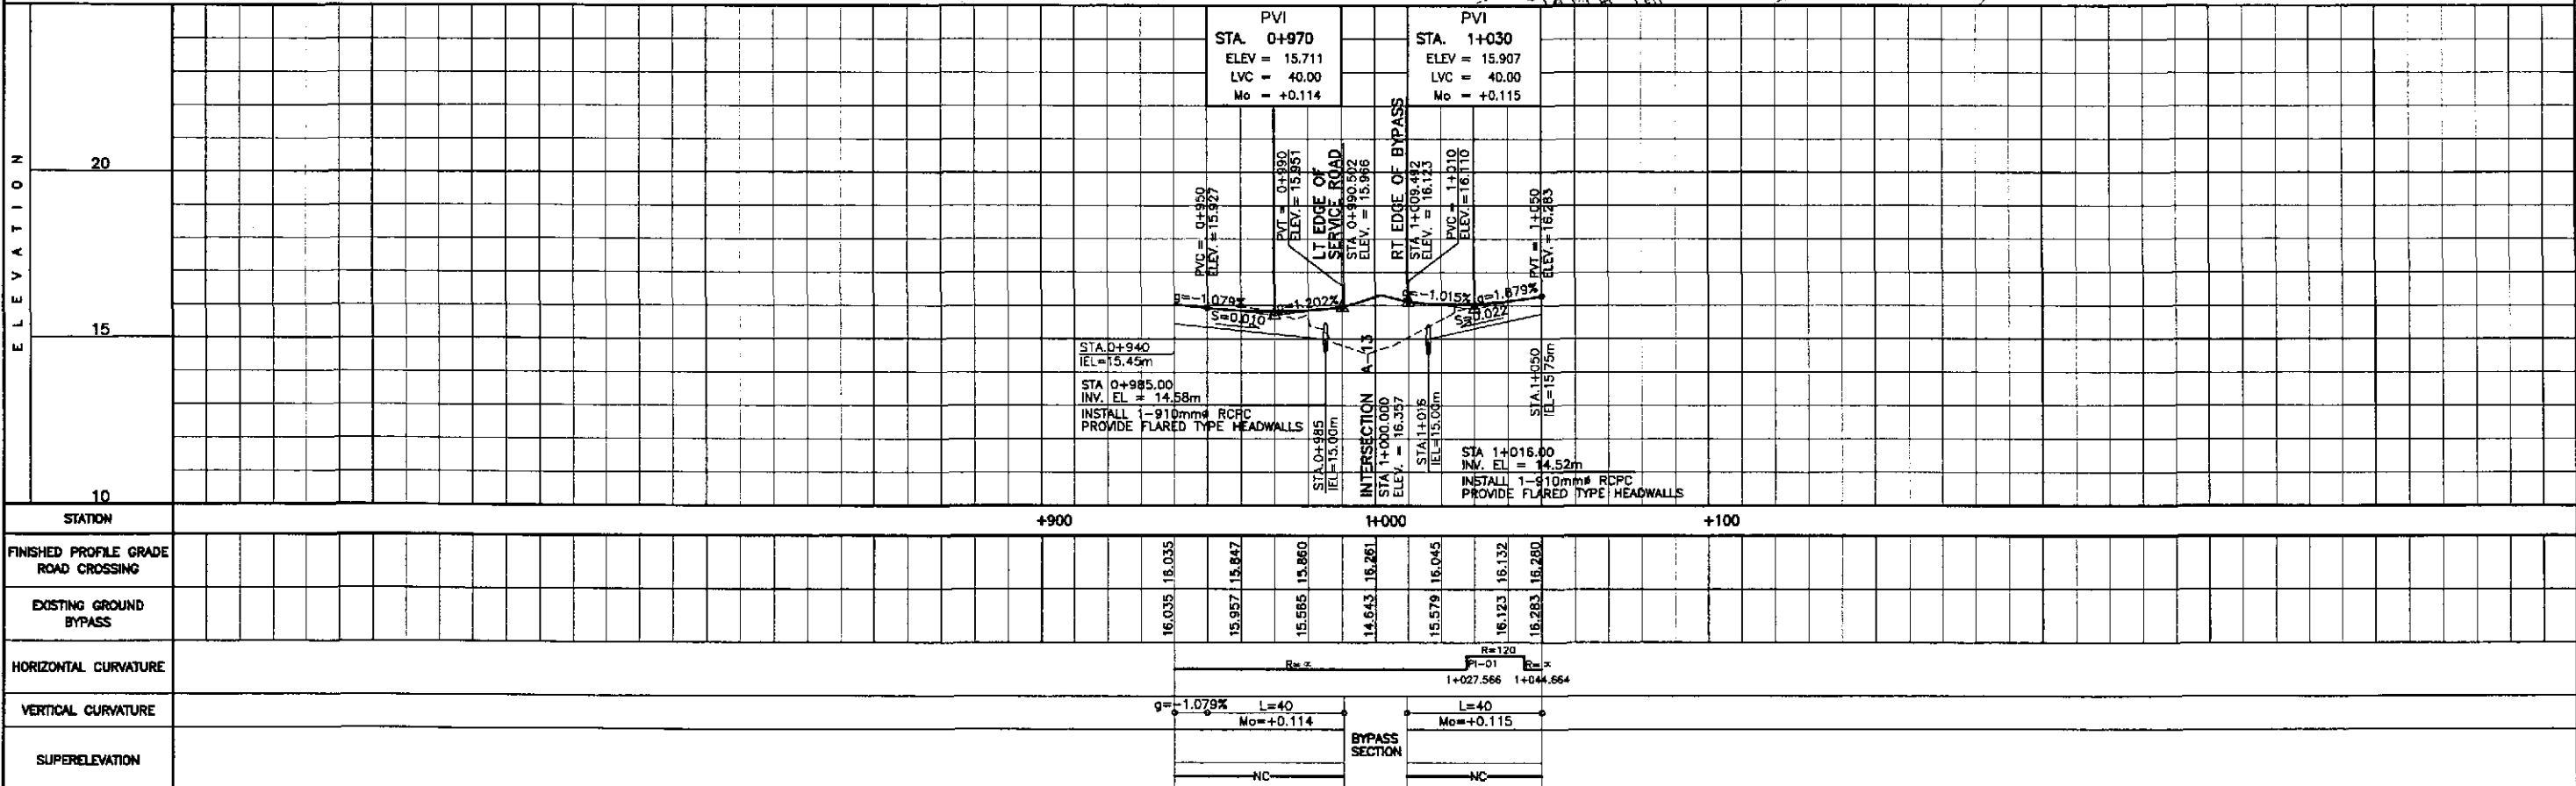 PVI
STA. 0+970
ELEV = 15.711
LVC = 40.00
Mo = +0.114
PVI
STA. 1+030
ELEV = 15.907
LVC = 40.00
Mo = +0.115
ELEVATION
20
15
10
PVC = 0+950
ELEV. = 15.927
PVT = 0+990
ELEV. = 15.951
LT EDGE OF
SERVICE ROAD
STA 0+990.502
ELEV. = 15.966
RT EDGE OF BYPASS
STA 1+009.492
ELEV. = 16.123
PVC = 1+010
ELEV. = 16.110
PVT = 1+050
ELEV. = 16.283
g=-1.079%
g=1.202%
g=-1.015%
g=1.879%
S=0.010
S=0.022
STA.0+940
IEL=15.45m
STA 0+985.00
INV. EL = 14.58m
INSTALL 1-910mmø RCPC
PROVIDE FLARED TYPE HEADWALLS
STA.0+985
IEL=15.00m
INTERSECTION A-13
STA 1+000.000
ELEV. = 16.357
STA.1+016
IEL=15.00m
STA 1+016.00
INV. EL = 14.52m
INSTALL 1-910mmø RCPC
PROVIDE FLARED TYPE HEADWALLS
STA.1+050
IEL=15.75m
STATION
+900
1+000
+100
FINISHED PROFILE GRADE
ROAD CROSSING
16.035 15.847 15.860 16.261 16.045 16.132 16.280
EXISTING GROUND
BYPASS
16.035 15.957 15.565 14.643 15.579 16.123 16.283
HORIZONTAL CURVATURE
R=∝
R=120
PI-01
R=∝
1+027.566 1+044.664
VERTICAL CURVATURE
g=-1.079%
L=40
Mo=+0.114
L=40
Mo=+0.115
BYPASS
SECTION
SUPERELEVATION
NC
NC